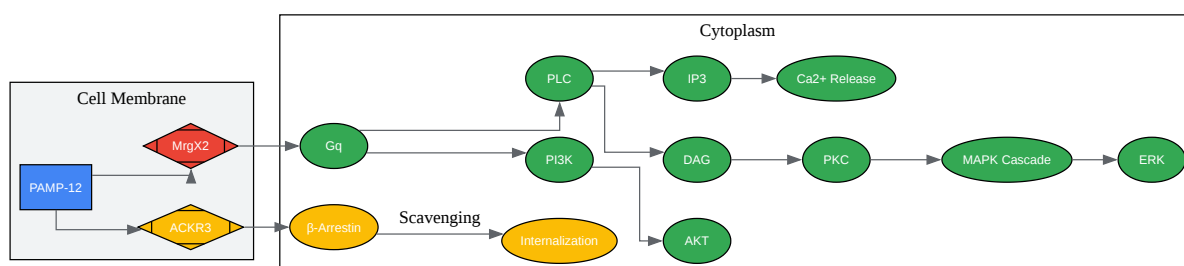 Cytoplasm
Cell Membrane
PLC
IP3
Ca2+ Release
MrgX2
Gq
PI3K
DAG
PKC
MAPK Cascade
ERK
PAMP-12
ACKR3
β-Arrestin
Scavenging
Internalization
AKT